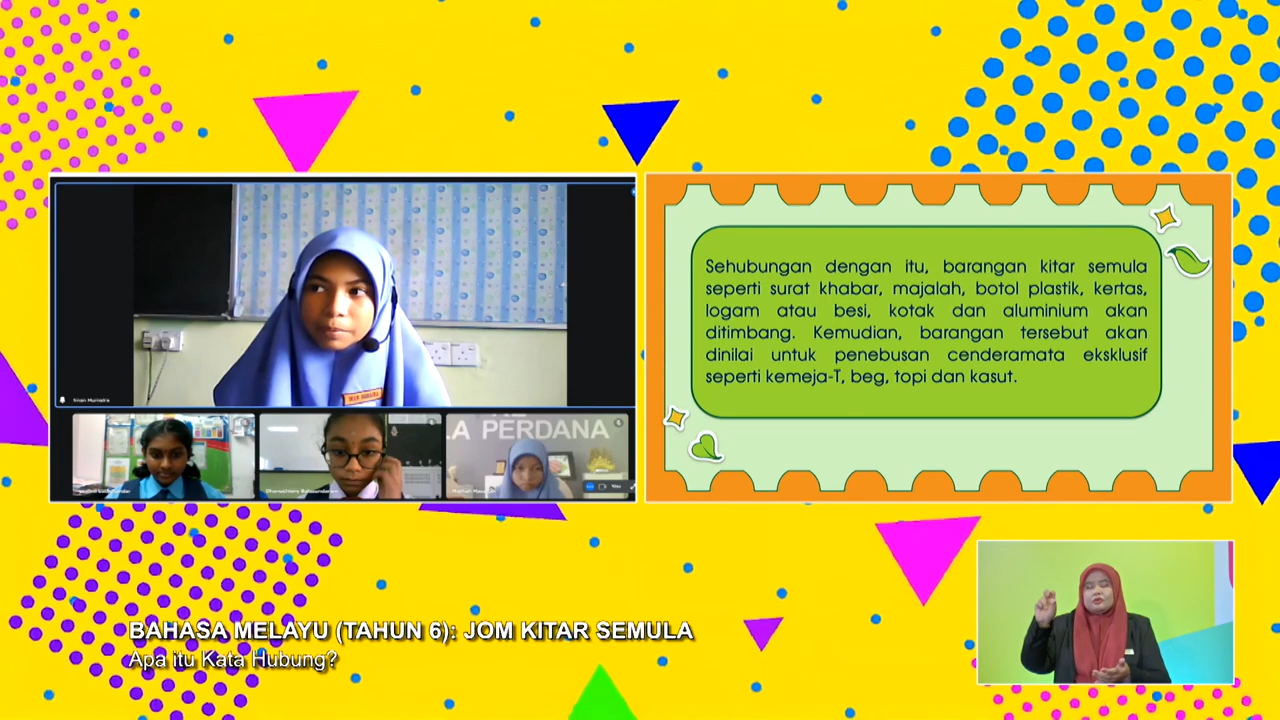 Sehubungan dengan itu, barangan kitar semula
seperti surat khabar, majalah, botol plastik, kertas,
logam atau besi, kotak dan aluminium akan
ditimbang. Kemudian, barangan tersebut akan
dinilai untuk penebusan cenderamata eksklusif
seperti kemeja-T, beg, topi dan kasut.
LA PERDANA
BAHASA MELAYU (TAHUN 6): JOM KITAR SEMULA
Apa itu Kata Hubung?